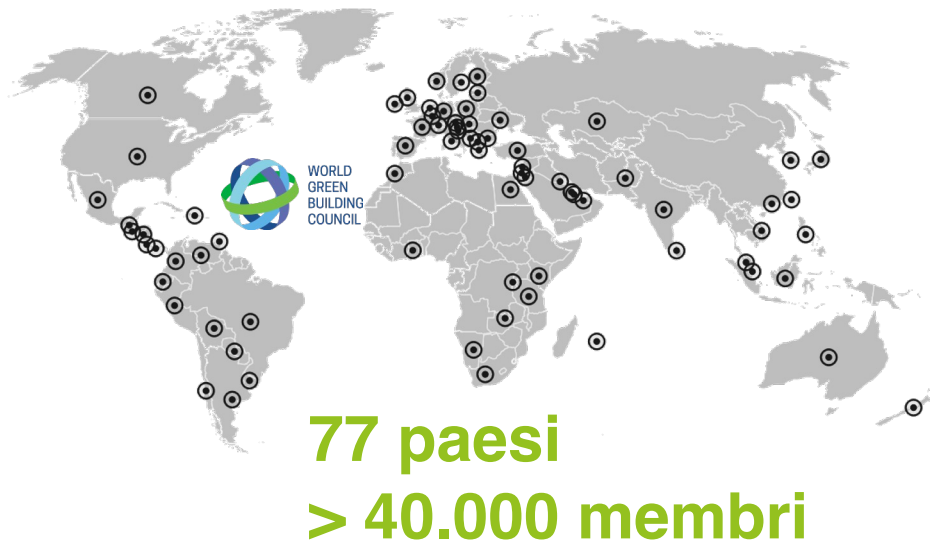 WORLD
GREEN
BUILDING
COUNCIL
77 paesi
> 40.000 membri